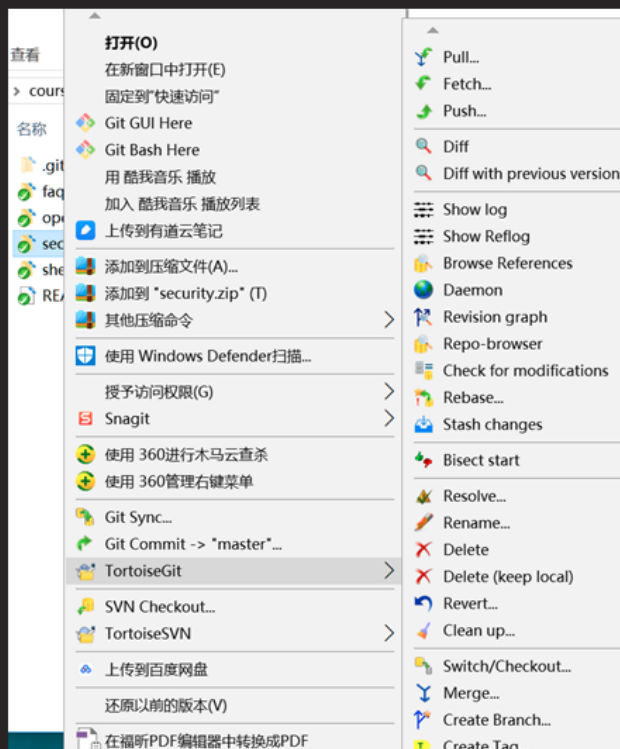 查看
cours
名称
.git
faq
ope
sec
she
REA
打开(O)
在新窗口中打开(E)
固定到"快速访问"
Git GUI Here
Git Bash Here
用 酷我音乐 播放
加入 酷我音乐 播放列表
上传到有道云笔记
添加到压缩文件(A)...
添加到 "security.zip" (T)
其他压缩命令
使用 Windows Defender扫描...
授予访问权限(G)
Snagit
使用 360进行木马云查杀
使用 360管理右键菜单
Git Sync...
Git Commit -> "master"...
TortoiseGit
SVN Checkout...
TortoiseSVN
上传到百度网盘
还原以前的版本(V)
在福昕PDF编辑器中转换成PDF
Pull...
Fetch...
Push...
Diff
Diff with previous version
Show log
Show Reflog
Browse References
Daemon
Revision graph
Repo-browser
Check for modifications
Rebase...
Stash changes
Bisect start
Resolve...
Rename...
Delete
Delete (keep local)
Revert...
Clean up...
Switch/Checkout...
Merge...
Create Branch...
Create Tag